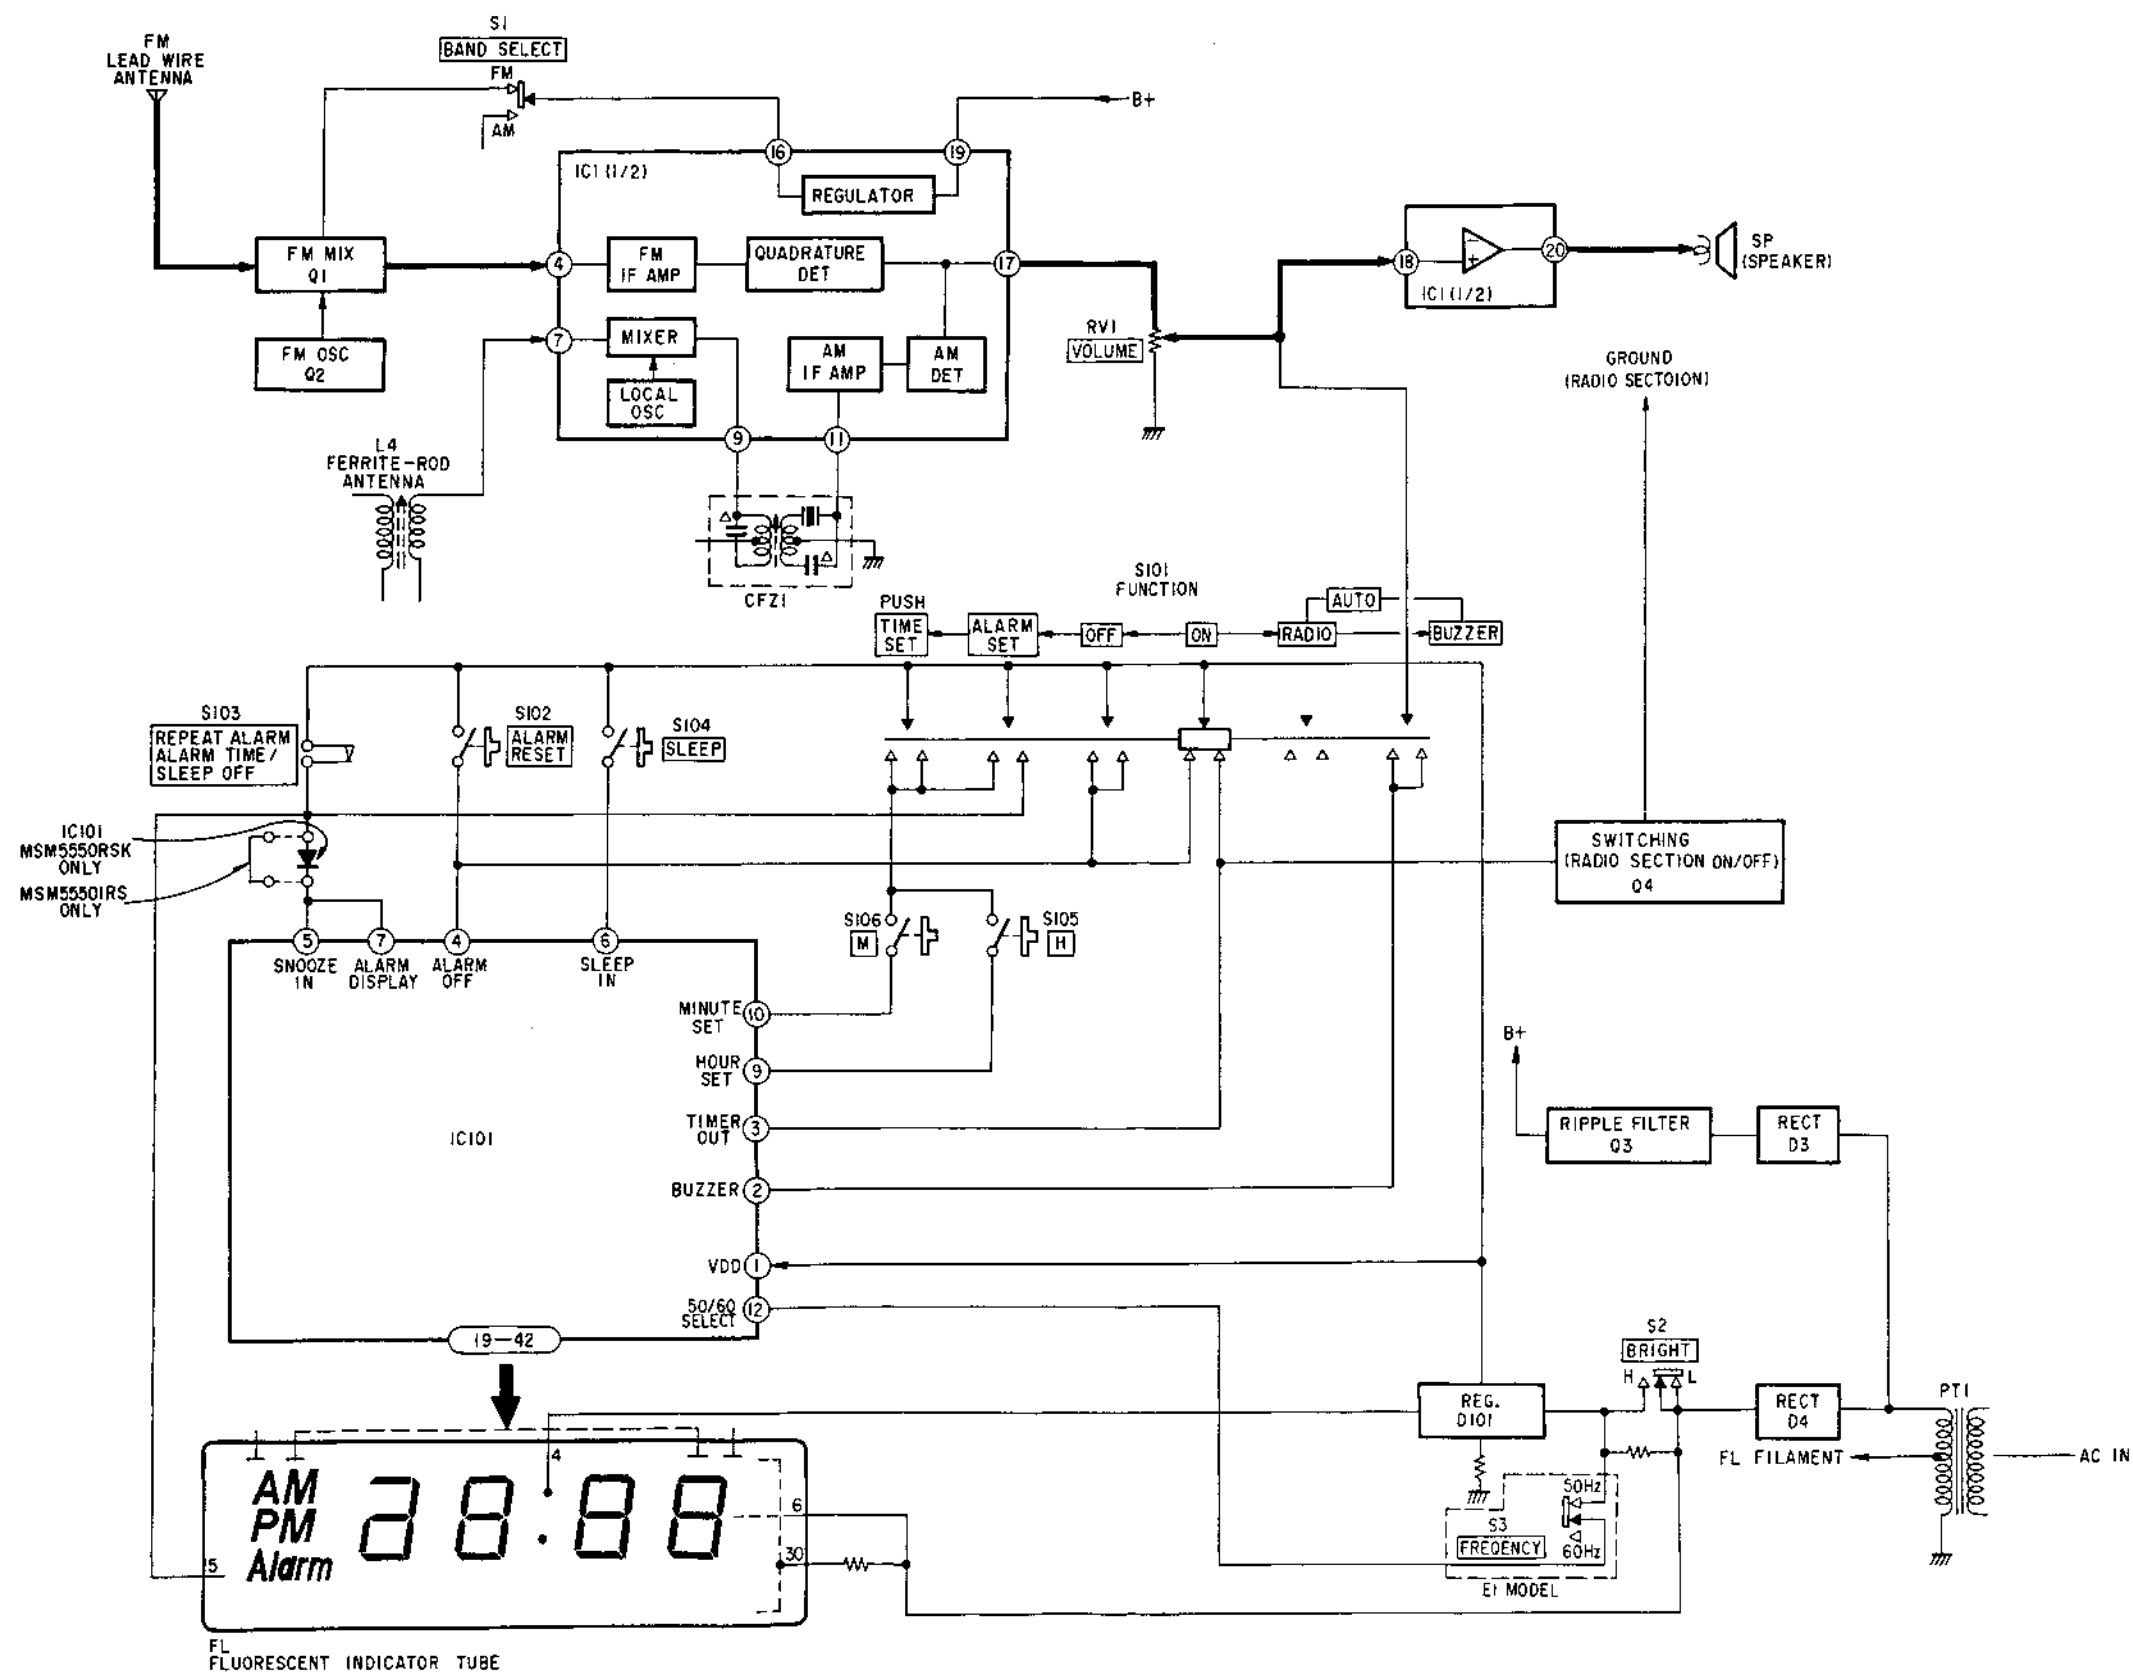 FM
LEAD WIRE
ANTENNA
S1
BAND SELECT
FM
AM
B+
16
19
IC1 (1/2)
REGULATOR
FM MIX
Q1
4
FM
IF AMP
QUADRATURE
DET
17
FM OSC
Q2
7
MIXER
LOCAL
OSC
AM
IF AMP
AM
DET
9
11
RV1
VOLUME
18
IC1 (1/2)
20
SP
(SPEAKER)
GROUND
(RADIO SECTOION)
L4
FERRITE-ROD
ANTENNA
CFZ1
S101
FUNCTION
PUSH
TIME
SET
ALARM
SET
OFF
ON
RADIO
AUTO
BUZZER
S103
REPEAT ALARM
ALARM TIME/
SLEEP OFF
S102
ALARM
RESET
S104
SLEEP
IC101
MSM5550RSK
ONLY
MSM5550IRS
ONLY
SWITCHING
(RADIO SECTION ON/OFF)
Q4
S106
M
S105
H
5
7
4
6
SNOOZE
IN
ALARM
DISPLAY
ALARM
OFF
SLEEP
IN
MINUTE
SET
10
HOUR
SET
9
TIMER
OUT
3
BUZZER
2
VDD
1
50/60
SELECT
12
IC101
19-42
B+
RIPPLE FILTER
Q3
RECT
D3
S2
BRIGHT
H
L
REG.
D101
RECT
D4
PT1
FL FILAMENT
AC IN
50Hz
S3
FREQENCY
60Hz
E1 MODEL
4
AM
PM
Alarm
28:88
6
30
5
FL
FLUORESCENT INDICATOR TUBE